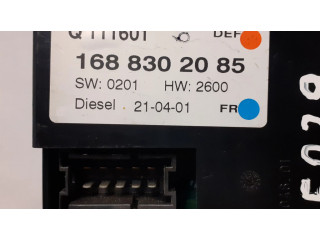 Q 111601 DEF
168 830 20 85
SW: 0201 HW: 2600
Diesel 21-04-01 FR